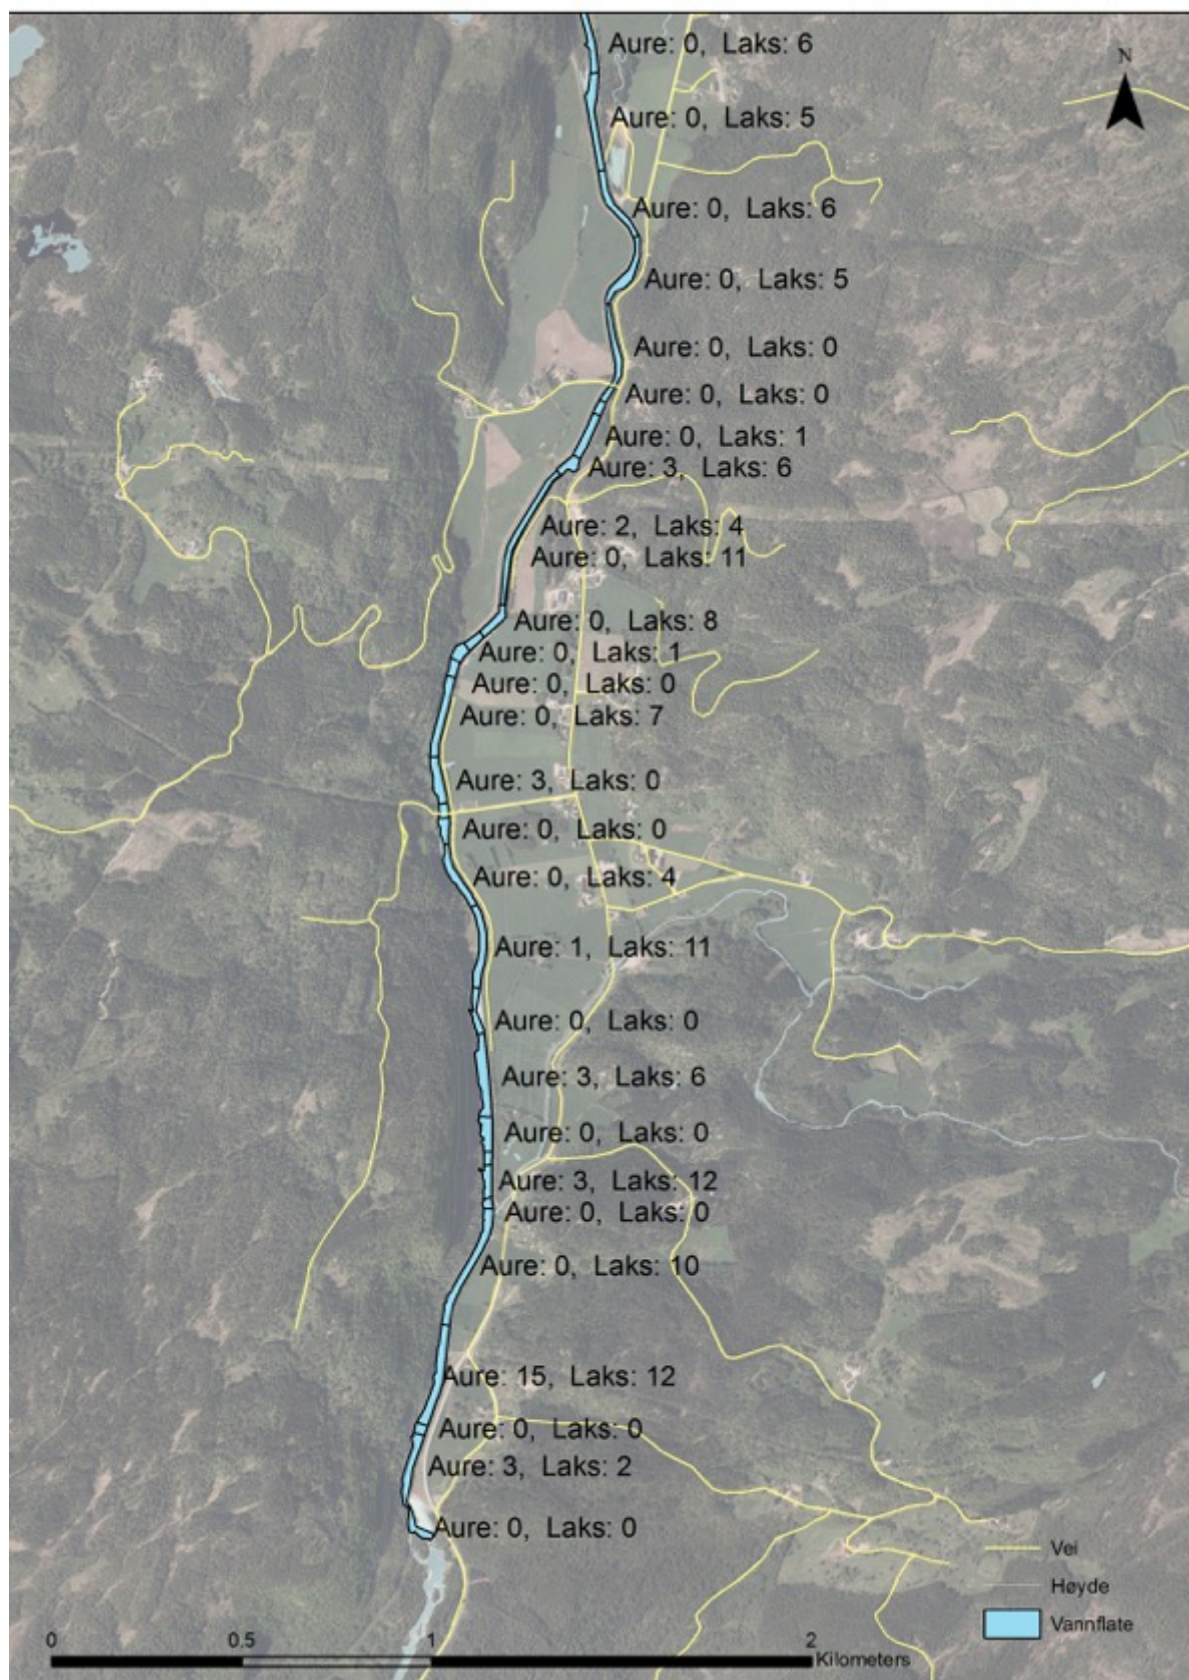 N
Aure: 0, Laks: 6
Aure: 0, Laks: 5
Aure: 0, Laks: 6
Aure: 0, Laks: 5
Aure: 0, Laks: 0
Aure: 0, Laks: 0
Aure: 0, Laks: 1
Aure: 3, Laks: 6
Aure: 2, Laks: 4
Aure: 0, Laks: 11
Aure: 0, Laks: 8
Aure: 0, Laks: 1
Aure: 0, Laks: 0
Aure: 0, Laks: 7
Aure: 3, Laks: 0
Aure: 0, Laks: 0
Aure: 0, Laks: 4
Aure: 1, Laks: 11
Aure: 0, Laks: 0
Aure: 3, Laks: 6
Aure: 0, Laks: 0
Aure: 3, Laks: 12
Aure: 0, Laks: 0
Aure: 0, Laks: 10
Aure: 15, Laks: 12
Aure: 0, Laks: 0
Aure: 3, Laks: 2
Aure: 0, Laks: 0
Vei
Høyde
Vannflate
0 0.5 1 2
Kilometers